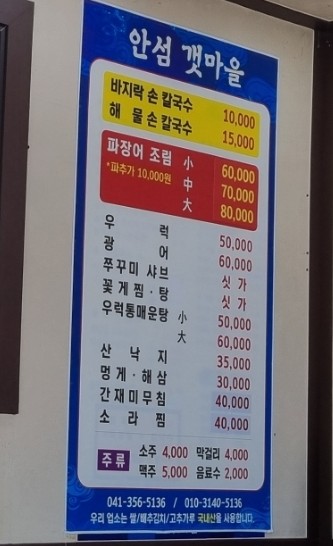 안섬 갯마을
바지락 손 칼국수 10,000
해 물 손 칼국수 15,000
파장어 조림 小 60,000
*파추가 10,000원 中 70,000
大 80,000
우 럭 50,000
광 어 60,000
쭈꾸미 샤브 싯 가
꽃게찜·탕 싯 가
우럭통매운탕 小 50,000
大 60,000
산 낙 지 35,000
멍게·해삼 30,000
간재미무침 40,000
소 라 찜 40,000
주류 소주 4,000 막걸리 4,000
맥주 5,000 음료수 2,000
041-356-5136 / 010-3140-5136
우리 업소는 쌀/배추김치/고추가루 국내산을 사용합니다.